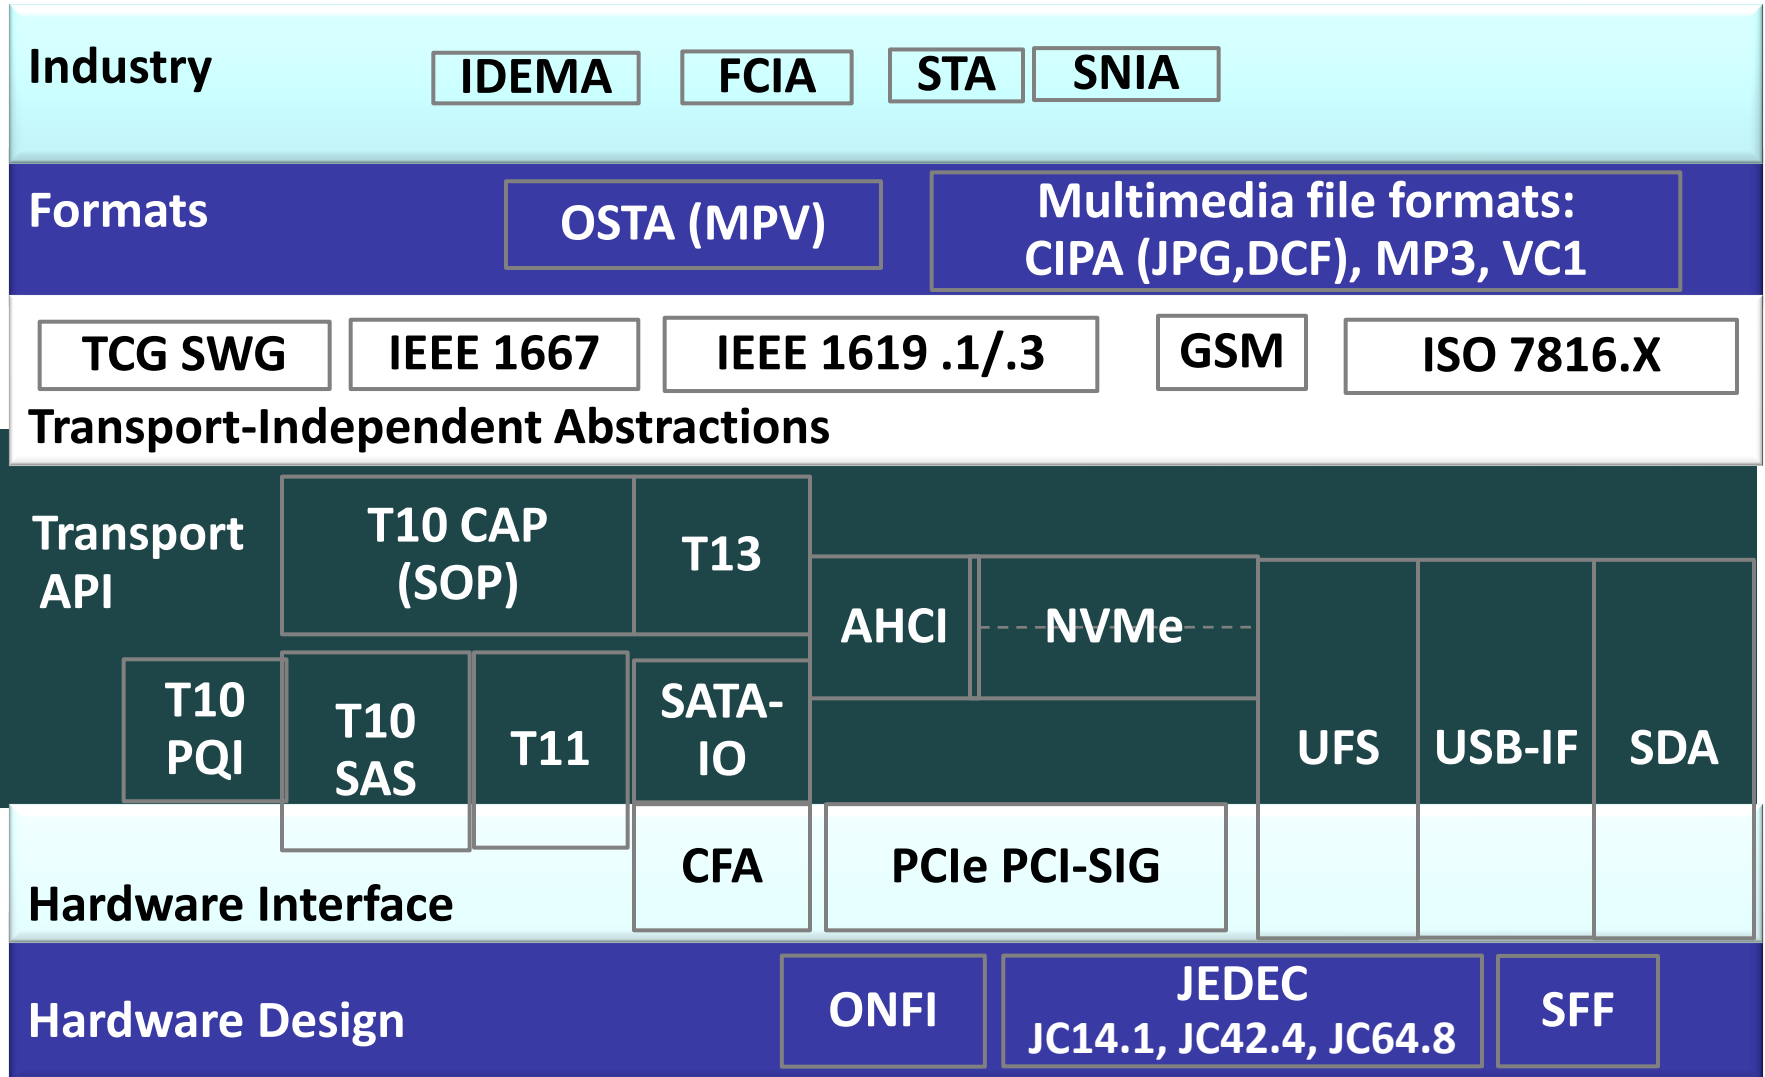 Industry
IDEMA
FCIA
STA
SNIA
Formats
OSTA (MPV)
Multimedia file formats:
CIPA (JPG,DCF), MP3, VC1
TCG SWG
IEEE 1667
IEEE 1619 .1/.3
GSM
ISO 7816.X
Transport-Independent Abstractions
Transport
API
T10 CAP
(SOP)
T13
AHCI
NVMe
T10
PQI
T10
SAS
T11
SATA-
IO
UFS
USB-IF
SDA
CFA
PCIe PCI-SIG
Hardware Interface
Hardware Design
ONFI
JEDEC
JC14.1, JC42.4, JC64.8
SFF